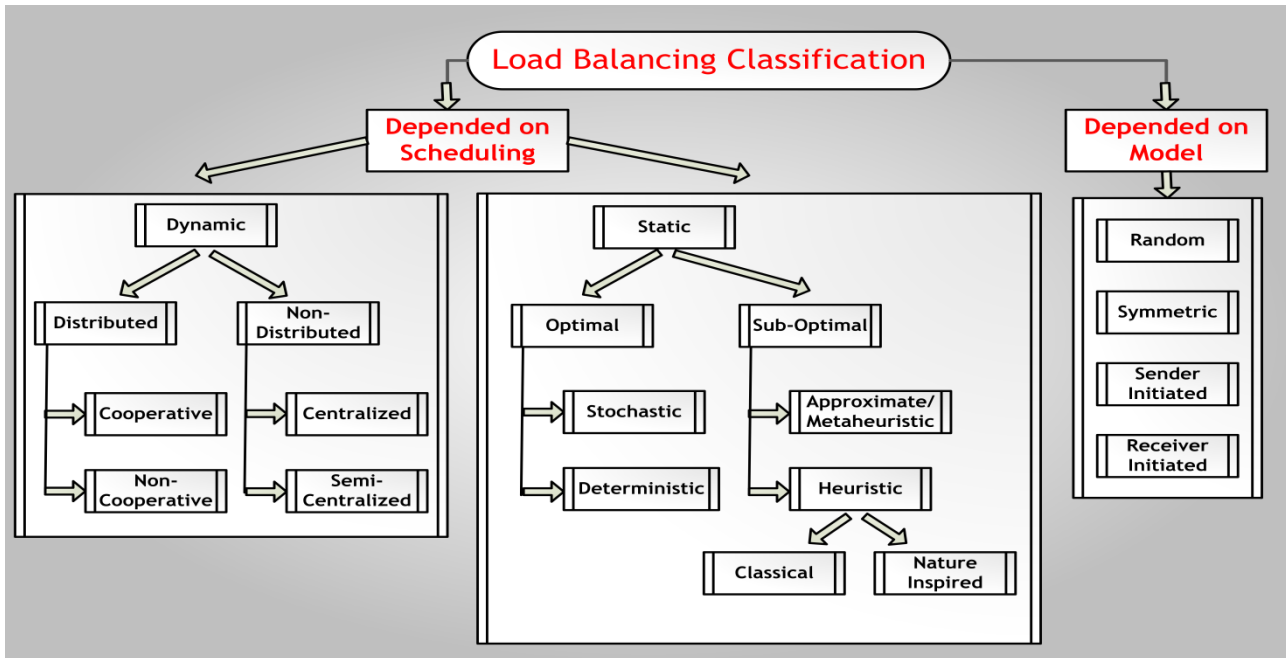 Load Balancing Classification
Depended on
Scheduling
Depended on
Model
Dynamic
Distributed
Non-
Distributed
Cooperative
Non-
Cooperative
Centralized
Semi-
Centralized
Static
Optimal
Sub-Optimal
Stochastic
Deterministic
Approximate/
Metaheuristic
Heuristic
Classical
Nature
Inspired
Random
Symmetric
Sender
Initiated
Receiver
Initiated